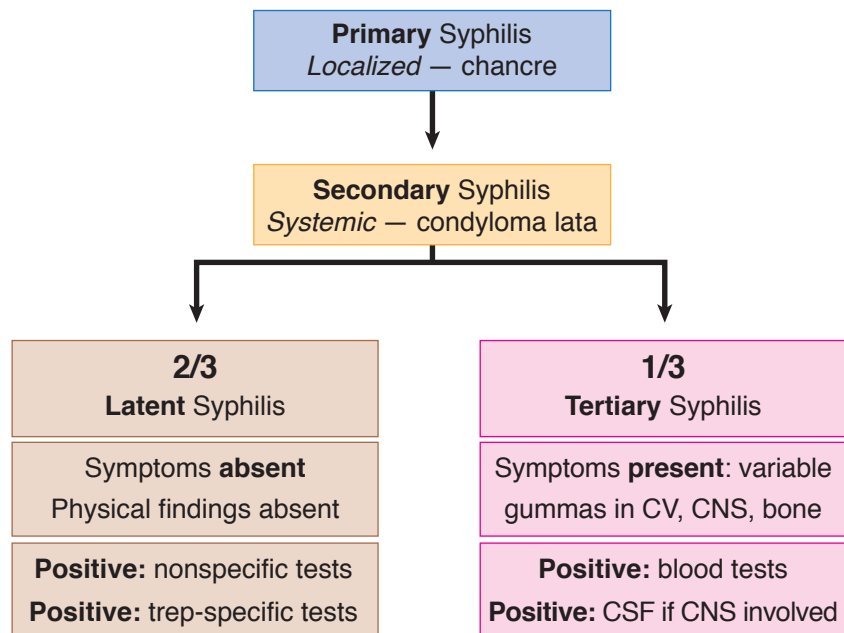 Primary Syphilis
Localized — chancre
Secondary Syphilis
Systemic — condyloma lata
2/3
Latent Syphilis
Symptoms absent
Physical findings absent
Positive: nonspecific tests
Positive: trep-specific tests
1/3
Tertiary Syphilis
Symptoms present: variable
gummas in CV, CNS, bone
Positive: blood tests
Positive: CSF if CNS involved